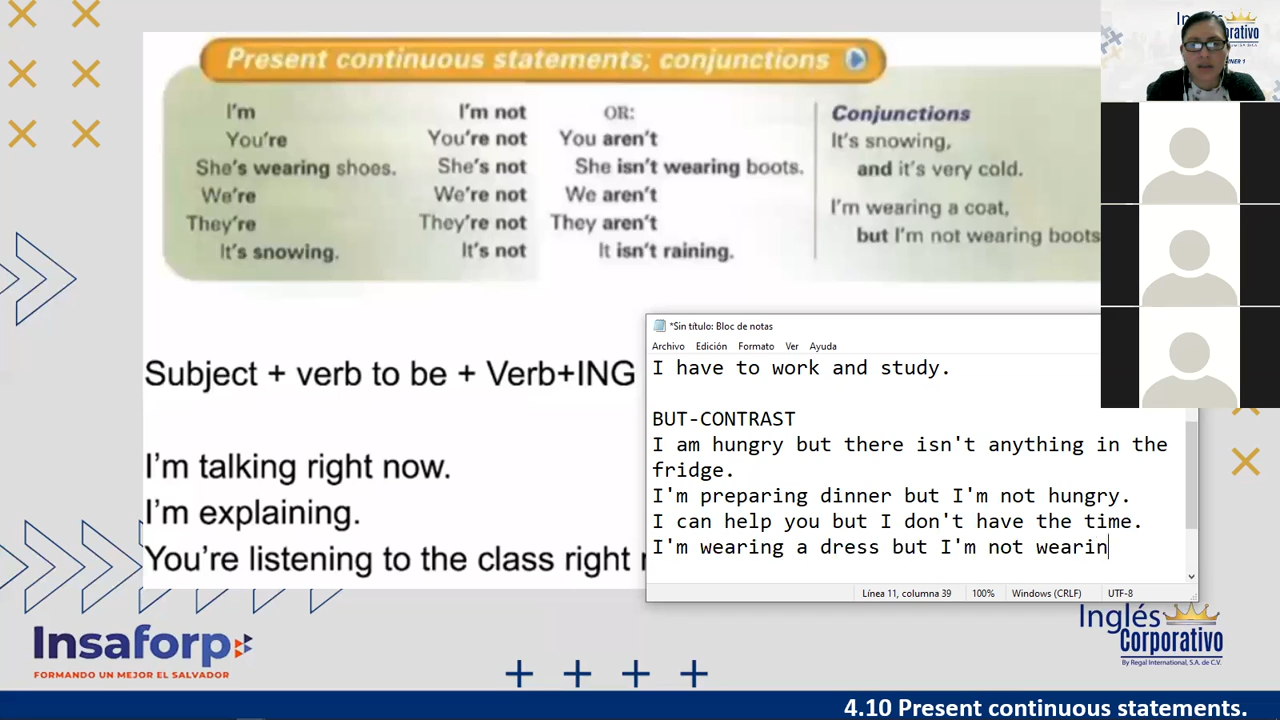 Present continuous statements; conjunctions
I'm I'm not OR: Conjunctions
You're You're not You aren't It's snowing,
She's wearing shoes. She's not She isn't wearing boots. and it's very cold.
We're We're not We aren't I'm wearing a coat,
They're They're not They aren't but I'm not wearing boots
It's snowing. It's not It isn't raining.
Subject + verb to be + Verb+ING
I'm talking right now.
I'm explaining.
You're listening to the class right
*Sin título: Bloc de notas
Archivo Edición Formato Ver Ayuda
I have to work and study.
BUT-CONTRAST
I am hungry but there isn't anything in the
fridge.
I'm preparing dinner but I'm not hungry.
I can help you but I don't have the time.
I'm wearing a dress but I'm not wearin
Línea 11, columna 39 100% Windows (CRLF) UTF-8
Insaforp
FORMANDO UN MEJOR EL SALVADOR
Inglés
Corporativo
By Regal International, S.A. de C.V.
4.10 Present continuous statements.